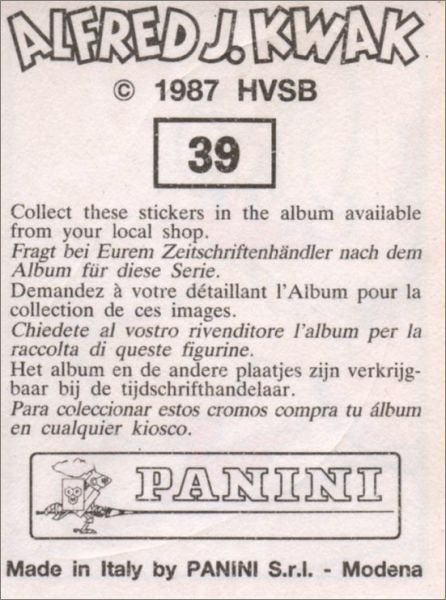 ALFRED J. KWAK
© 1987 HVSB
39
Collect these stickers in the album available
from your local shop.
Fragt bei Eurem Zeitschriftenhändler nach dem
Album für diese Serie.
Demandez à votre détaillant l'Album pour la
collection de ces images.
Chiedete al vostro rivenditore l'album per la
raccolta di queste figurine.
Het album en de andere plaatjes zijn verkrijg-
baar bij de tijdschrifthandelaar.
Para coleccionar estos cromos compra tu álbum
en cualquier kiosco.
PANINI
Made in Italy by PANINI S.r.l. - Modena